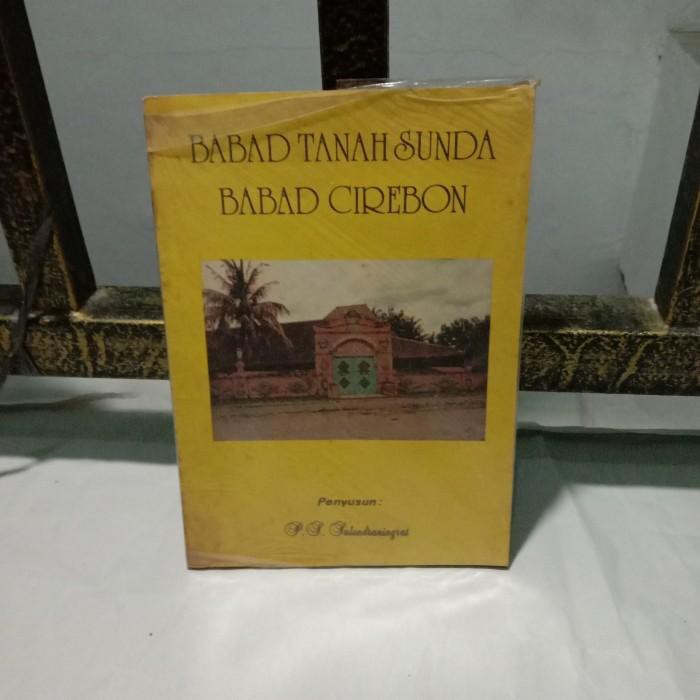 BABAD TANAH SUNDA
BABAD CIREBON
Penyusun:
P. S. Sulendraningrat